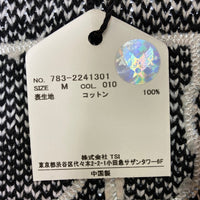 NO. 783-2241301
SIZE M COL. 010
表生地 コットン 100%
株式会社 TSI
東京都渋谷区代々木2-2-1小田急サザンタワー6F
中国製